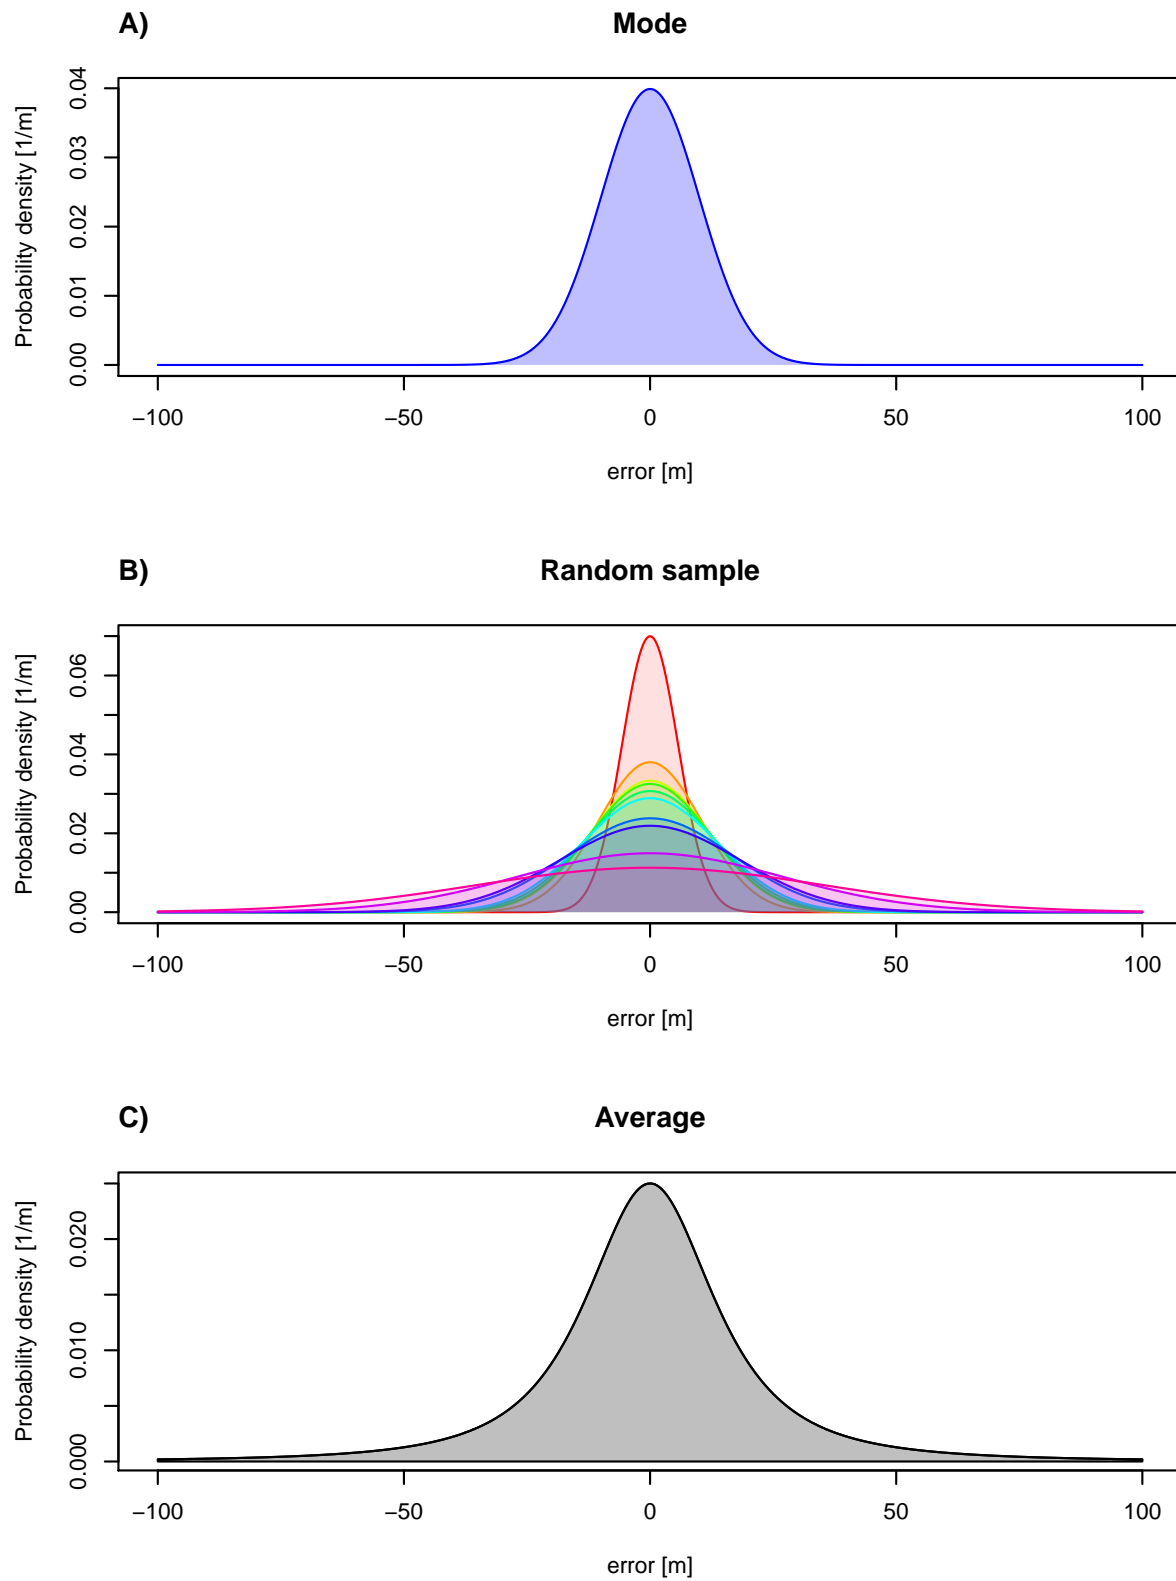 A) Mode
Probability density [1/m]
0.04
0.03
0.02
0.01
0.00
−100 −50 0 50 100
error [m]
B) Random sample
Probability density [1/m]
0.06
0.04
0.02
0.00
−100 −50 0 50 100
error [m]
C) Average
Probability density [1/m]
0.020
0.010
0.000
−100 −50 0 50 100
error [m]